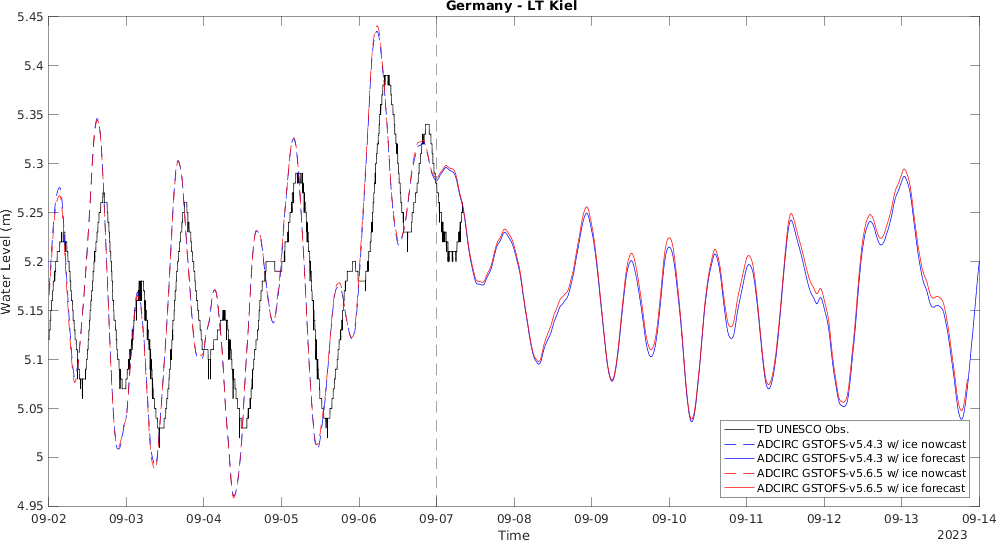 Germany - LT Kiel
5.45
5.4
5.35
5.3
5.25
5.2
5.15
5.1
5.05
5
4.95
Water Level (m)
TD UNESCO Obs.
ADCIRC GSTOFS-v5.4.3 w/ ice nowcast
ADCIRC GSTOFS-v5.4.3 w/ ice forecast
ADCIRC GSTOFS-v5.6.5 w/ ice nowcast
ADCIRC GSTOFS-v5.6.5 w/ ice forecast
09-02 09-03 09-04 09-05 09-06 09-07 09-08 09-09 09-10 09-11 09-12 09-13 09-14
Time
2023